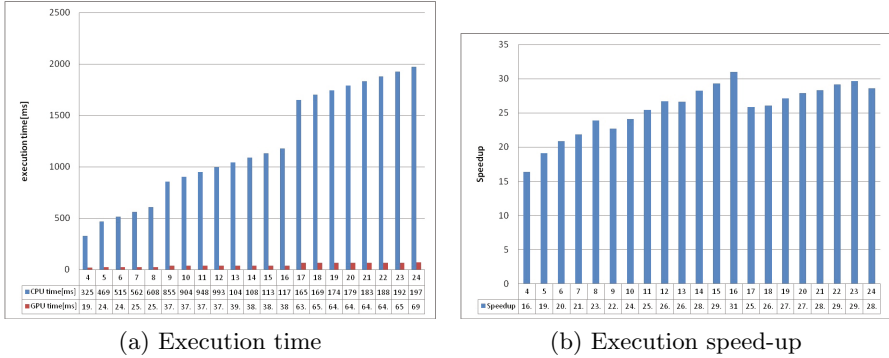 2500
2000
1500
1000
500
0
execution time[ms]
4 5 6 7 8 9 10 11 12 13 14 15 16 17 18 19 20 21 22 23 24
CPU time[ms] 325 469 515 562 608 855 904 948 993 104 108 113 117 165 169 174 179 183 188 192 197
GPU time[ms] 19. 24. 24. 25. 25. 37. 37. 37. 37. 39. 38. 38. 38 63. 65. 69. 64. 64. 64. 65 69
(a) Execution time
35
30
25
20
15
10
5
0
Speedup
4 5 6 7 8 9 10 11 12 13 14 15 16 17 18 19 20 21 22 23 24
Speedup 16. 19. 20. 21. 23. 22. 24. 25. 26. 26. 28. 29. 31 25. 26. 27. 27. 28. 29. 29. 28.
(b) Execution speed-up